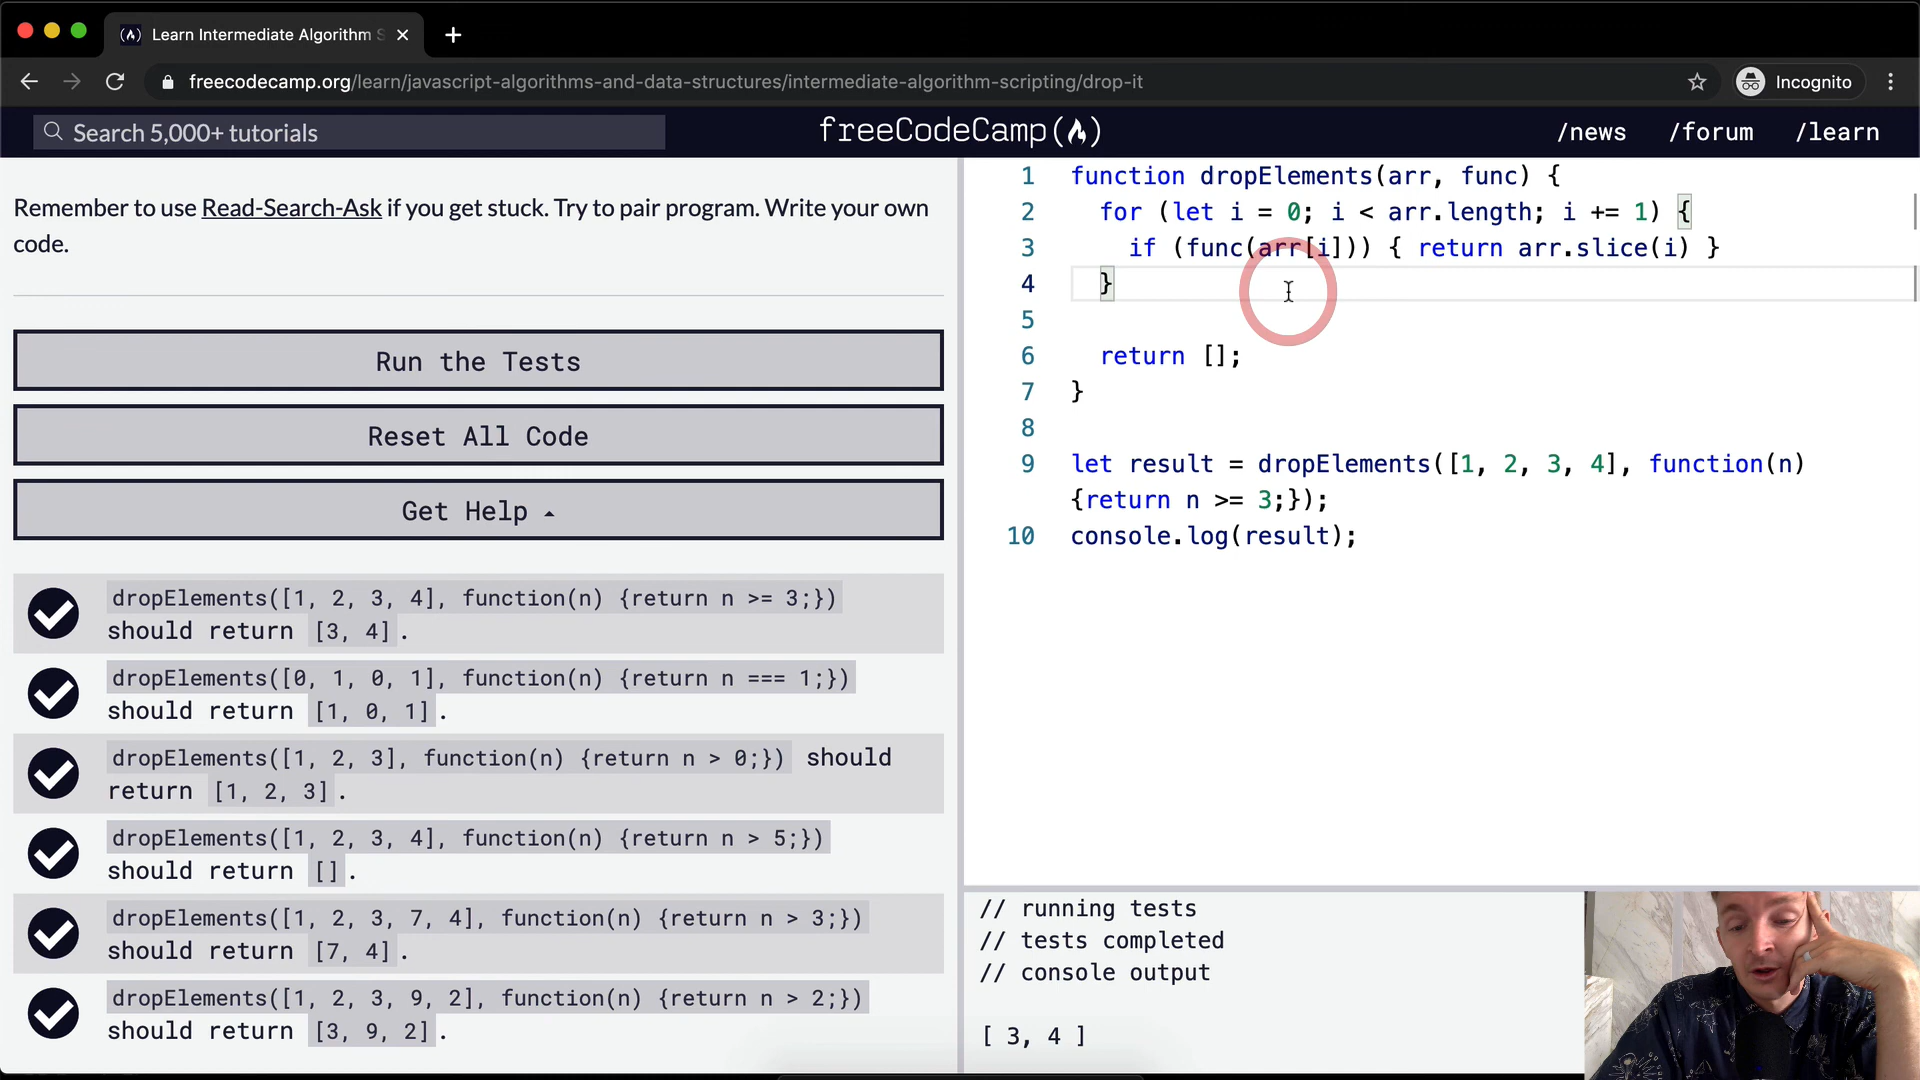 Learn Intermediate Algorithm S
freecodecamp.org/learn/javascript-algorithms-and-data-structures/intermediate-algorithm-scripting/drop-it
Incognito
Search 5,000+ tutorials
freeCodeCamp
/news
/forum
/learn
Remember to use Read-Search-Ask if you get stuck. Try to pair program. Write your own
code.
Run the Tests
Reset All Code
Get Help
dropElements([1, 2, 3, 4], function(n) {return n >= 3;})
should return [3, 4].
dropElements([0, 1, 0, 1], function(n) {return n === 1;})
should return [1, 0, 1].
dropElements([1, 2, 3], function(n) {return n > 0;}) should
return [1, 2, 3].
dropElements([1, 2, 3, 4], function(n) {return n > 5;})
should return [].
dropElements([1, 2, 3, 7, 4], function(n) {return n > 3;})
should return [7, 4].
dropElements([1, 2, 3, 9, 2], function(n) {return n > 2;})
should return [3, 9, 2].
1 function dropElements(arr, func) {
2 for (let i = 0; i < arr.length; i += 1) {
3 if (func(arr[i])) { return arr.slice(i) }
4 }
5
6 return [];
7 }
8
9 let result = dropElements([1, 2, 3, 4], function(n)
{return n >= 3;});
10 console.log(result);
// running tests
// tests completed
// console output
[ 3, 4 ]